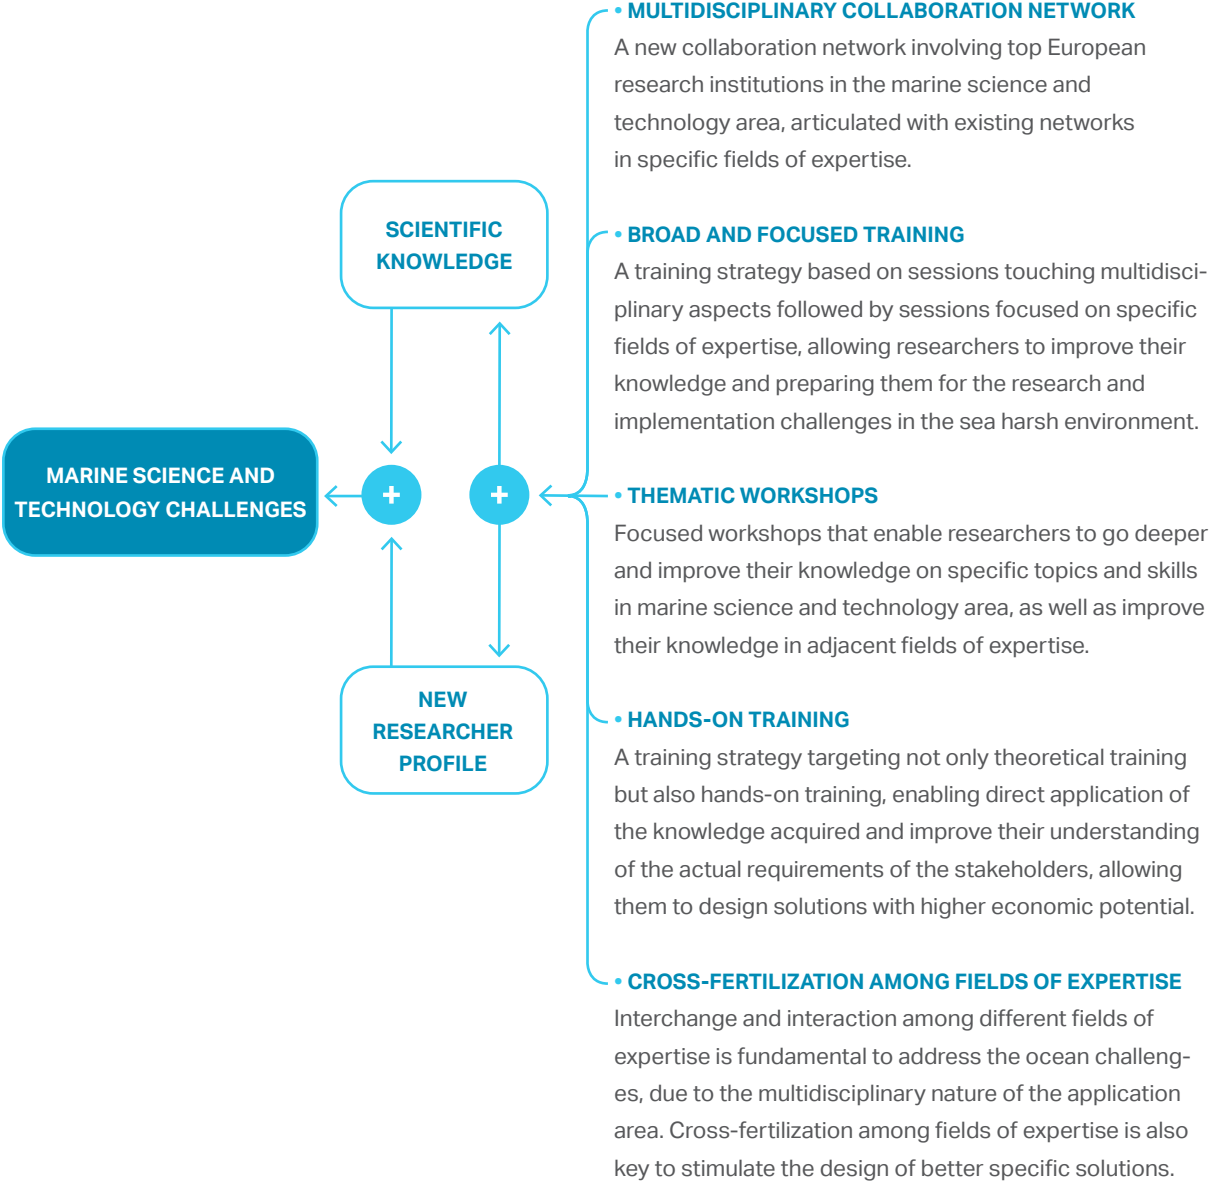 MARINE SCIENCE AND
TECHNOLOGY CHALLENGES
SCIENTIFIC
KNOWLEDGE
+
+
NEW
RESEARCHER
PROFILE
• MULTIDISCIPLINARY COLLABORATION NETWORK
A new collaboration network involving top European
research institutions in the marine science and
technology area, articulated with existing networks
in specific fields of expertise.
• BROAD AND FOCUSED TRAINING
A training strategy based on sessions touching multidisci-
plinary aspects followed by sessions focused on specific
fields of expertise, allowing researchers to improve their
knowledge and preparing them for the research and
implementation challenges in the sea harsh environment.
• THEMATIC WORKSHOPS
Focused workshops that enable researchers to go deeper
and improve their knowledge on specific topics and skills
in marine science and technology area, as well as improve
their knowledge in adjacent fields of expertise.
• HANDS-ON TRAINING
A training strategy targeting not only theoretical training
but also hands-on training, enabling direct application of
the knowledge acquired and improve their understanding
of the actual requirements of the stakeholders, allowing
them to design solutions with higher economic potential.
• CROSS-FERTILIZATION AMONG FIELDS OF EXPERTISE
Interchange and interaction among different fields of
expertise is fundamental to address the ocean challeng-
es, due to the multidisciplinary nature of the application
area. Cross-fertilization among fields of expertise is also
key to stimulate the design of better specific solutions.